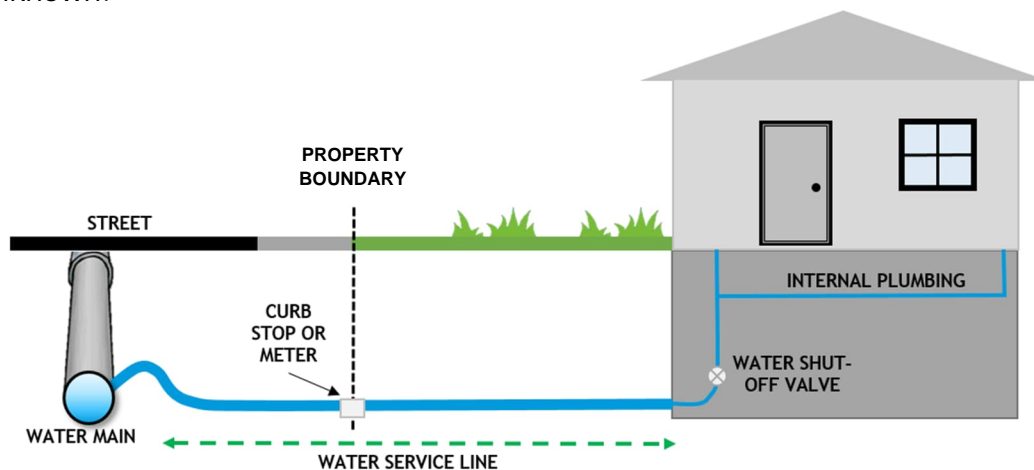 PROPERTY
BOUNDARY
STREET
INTERNAL PLUMBING
CURB
STOP OR
METER
WATER SHUT-
OFF VALVE
WATER MAIN
WATER SERVICE LINE